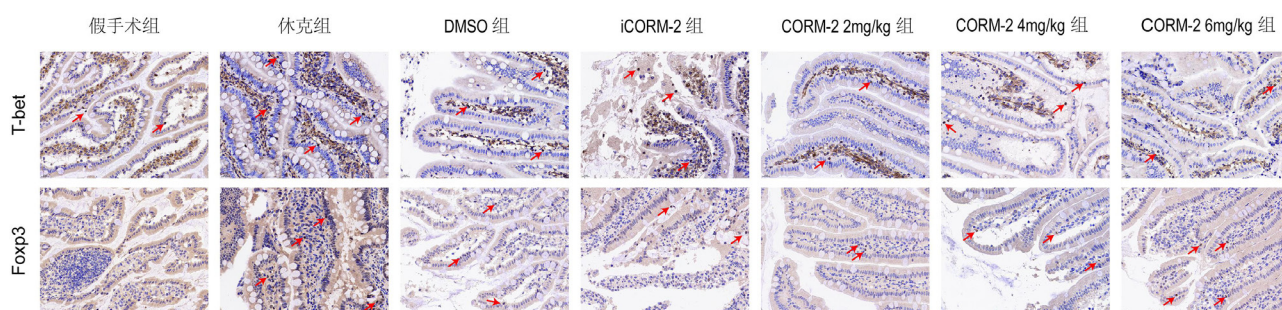 假手术组 休克组 DMSO 组 iCORM-2 组 CORM-2 2mg/kg 组 CORM-2 4mg/kg 组 CORM-2 6mg/kg 组
T-bet
Foxp3